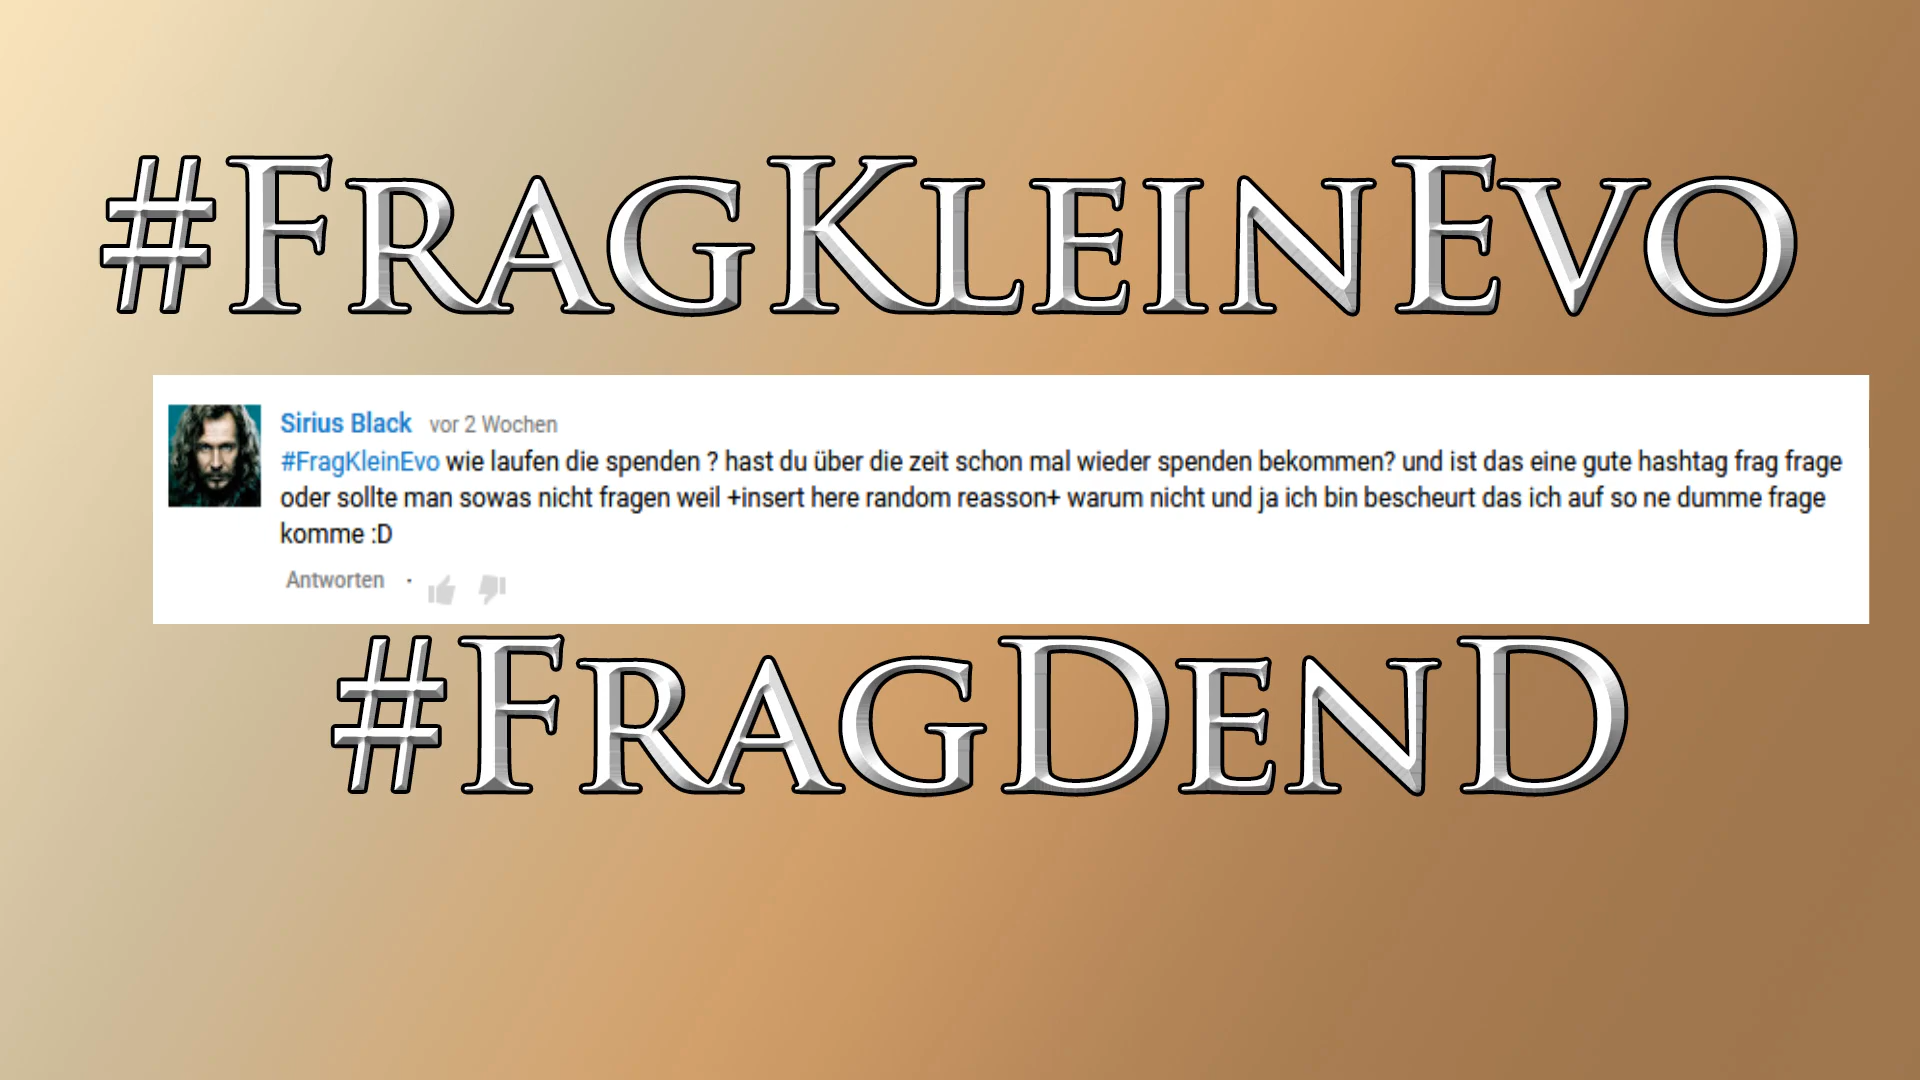 #FragKleinEvo
Sirius Black vor 2 Wochen
#FragKleinEvo wie laufen die spenden ? hast du über die zeit schon mal wieder spenden bekommen? und ist das eine gute hashtag frag frage
oder sollte man sowas nicht fragen weil +insert here random reasson+ warum nicht und ja ich bin bescheurt das ich auf so ne dumme frage
komme :D
Antworten ·
#FragDenD